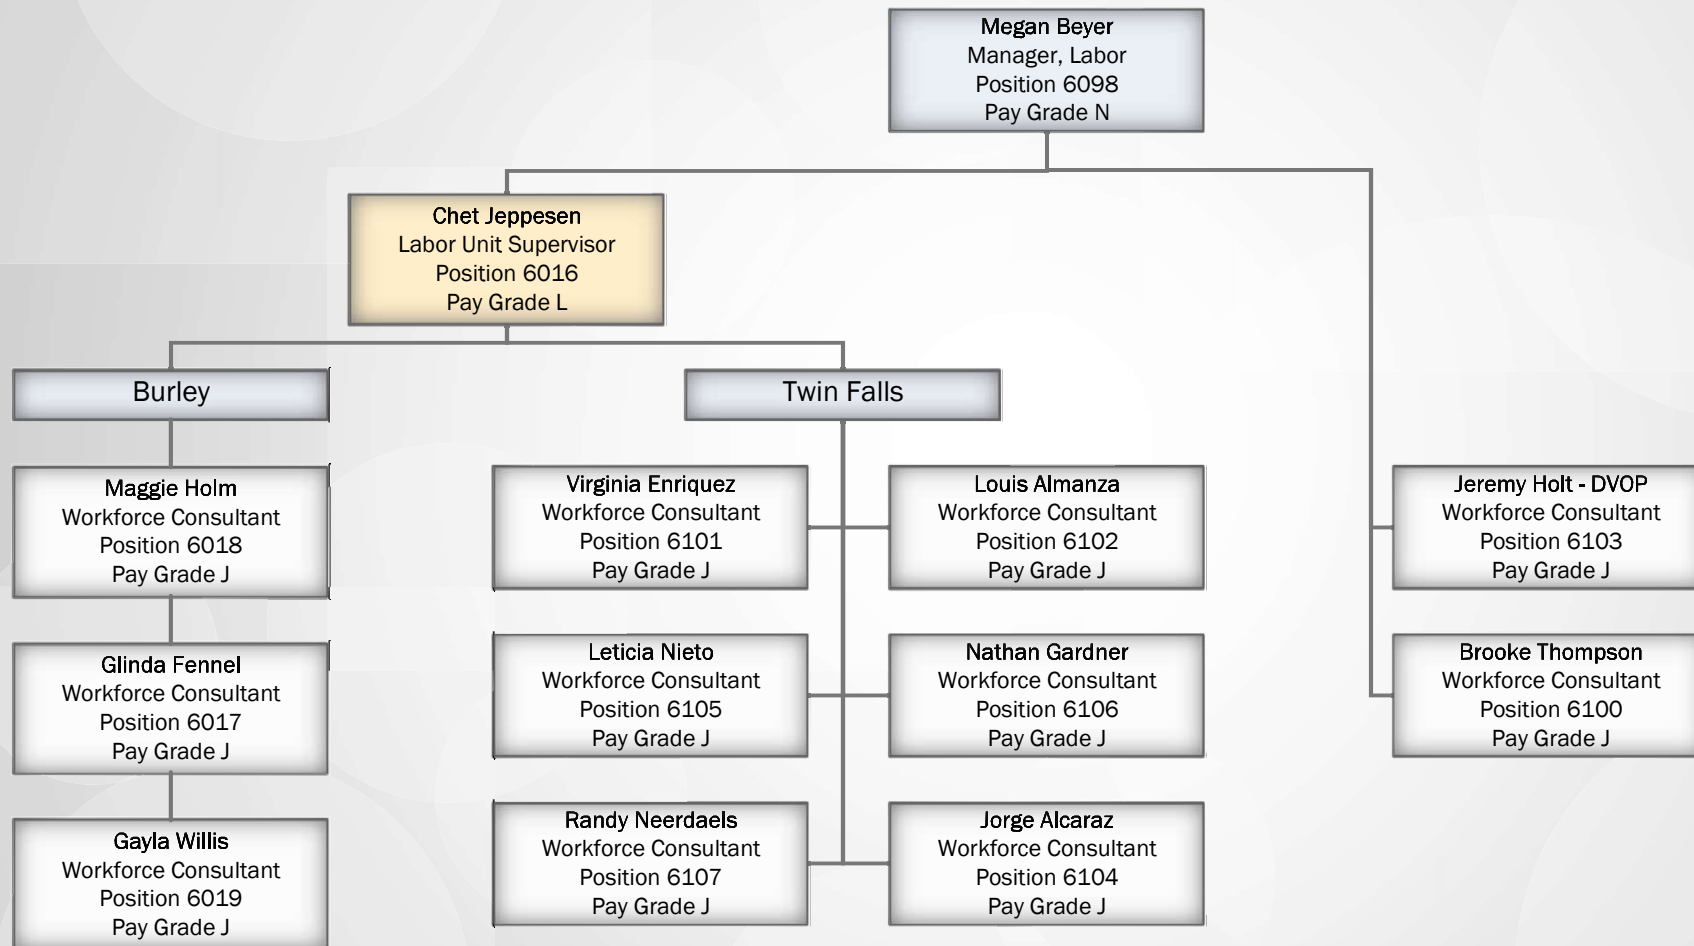 Megan Beyer
Manager, Labor
Position 6098
Pay Grade N
Chet Jeppesen
Labor Unit Supervisor
Position 6016
Pay Grade L
Burley
Twin Falls
Maggie Holm
Workforce Consultant
Position 6018
Pay Grade J
Glinda Fennel
Workforce Consultant
Position 6017
Pay Grade J
Gayla Willis
Workforce Consultant
Position 6019
Pay Grade J
Virginia Enriquez
Workforce Consultant
Position 6101
Pay Grade J
Louis Almanza
Workforce Consultant
Position 6102
Pay Grade J
Leticia Nieto
Workforce Consultant
Position 6105
Pay Grade J
Nathan Gardner
Workforce Consultant
Position 6106
Pay Grade J
Randy Neerdaels
Workforce Consultant
Position 6107
Pay Grade J
Jorge Alcaraz
Workforce Consultant
Position 6104
Pay Grade J
Jeremy Holt - DVOP
Workforce Consultant
Position 6103
Pay Grade J
Brooke Thompson
Workforce Consultant
Position 6100
Pay Grade J